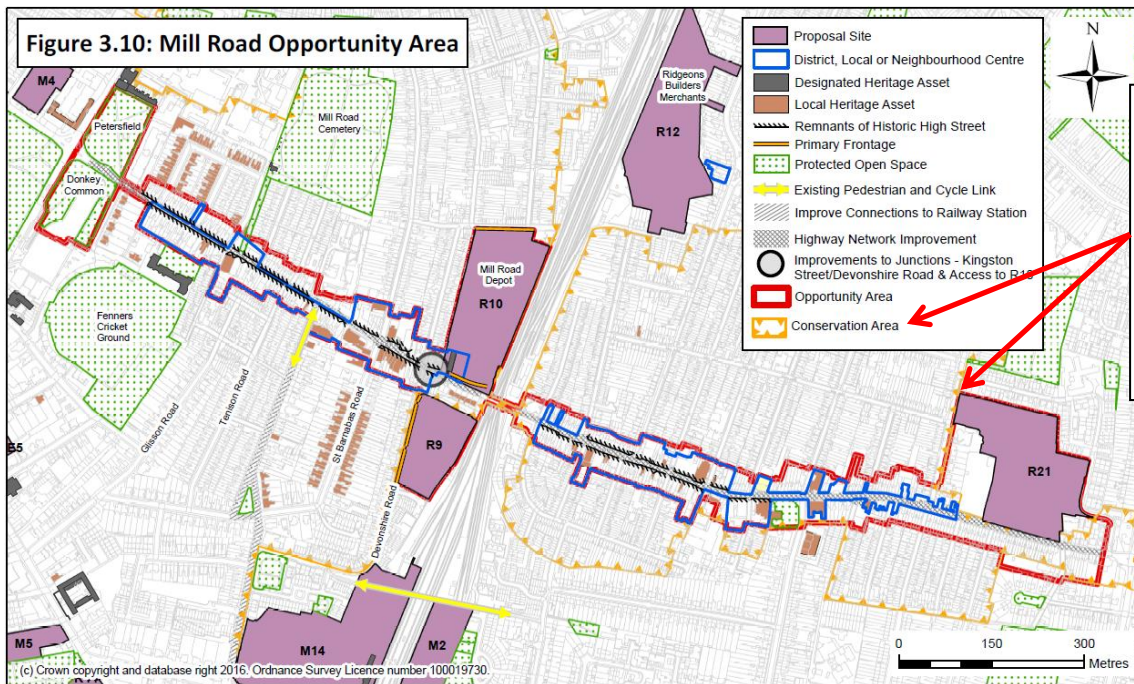 Figure 3.10: Mill Road Opportunity Area
M4
Petersfield
Donkey
Common
Mill Road
Cemetery
Fenners
Cricket
Ground
Glisson Road
Tenison Road
St Barnabas Road
Devonshire Road
Mill Road
Depot
R10
R9
Ridgeons
Builders
Merchants
R12
R21
M14
M2
M5
Proposal Site
District, Local or Neighbourhood Centre
Designated Heritage Asset
Local Heritage Asset
Remnants of Historic High Street
Primary Frontage
Protected Open Space
Existing Pedestrian and Cycle Link
Improve Connections to Railway Station
Highway Network Improvement
Improvements to Junctions - Kingston
Street/Devonshire Road & Access to
Opportunity Area
Conservation Area
N
0 150 300
Metres
(c) Crown copyright and database right 2016. Ordnance Survey Licence number 100019730.